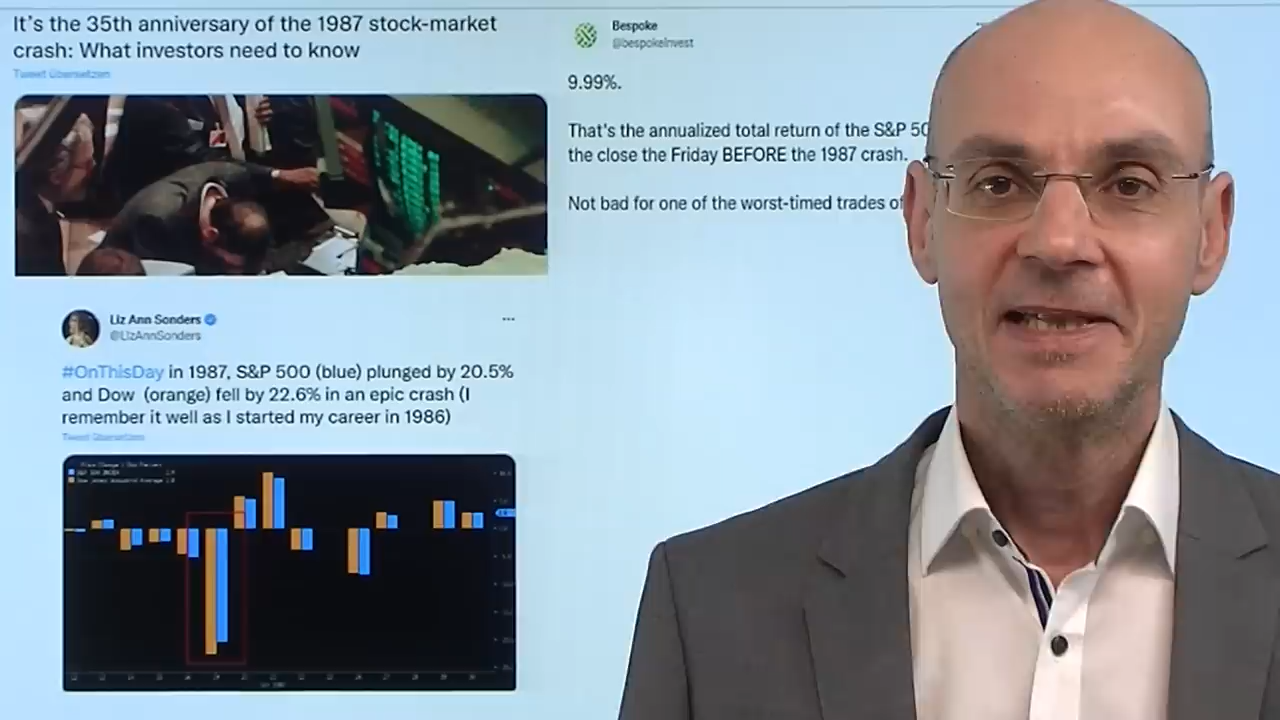 It's the 35th anniversary of the 1987 stock-market
crash: What investors need to know
Tweet übersetzen
Bespoke
@bespokeinvest
9.99%.
That's the annualized total return of the S&P 50
the close the Friday BEFORE the 1987 crash.
Not bad for one of the worst-timed trades of
Liz Ann Sonders
@LizAnnSonders
#OnThisDay in 1987, S&P 500 (blue) plunged by 20.5%
and Dow (orange) fell by 22.6% in an epic crash (I
remember it well as I started my career in 1986)
Tweet übersetzen